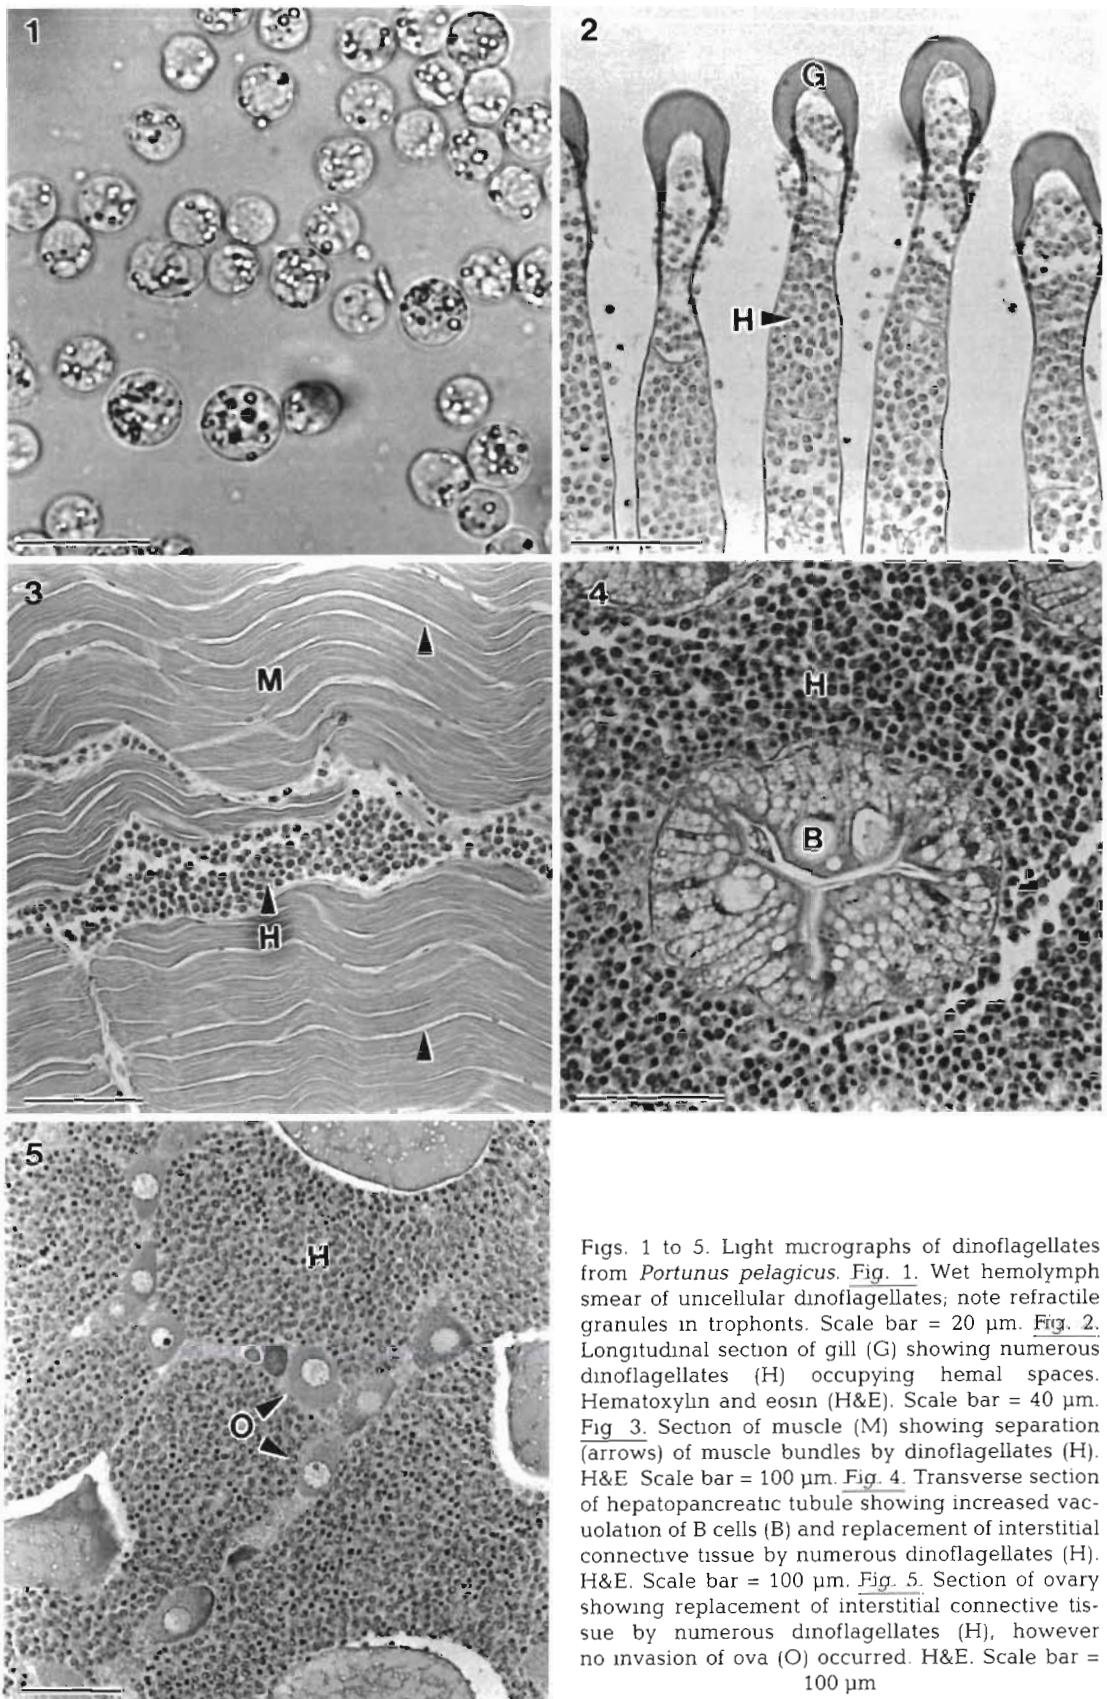 1
2
G
H
3
M
H
4
H
B
5
H
O
Figs. 1 to 5. Light micrographs of dinoflagellates
from Portunus pelagicus. Fig. 1. Wet hemolymph
smear of unicellular dinoflagellates; note refractile
granules in trophonts. Scale bar = 20 µm. Fig. 2.
Longitudinal section of gill (G) showing numerous
dinoflagellates (H) occupying hemal spaces.
Hematoxylin and eosin (H&E). Scale bar = 40 µm.
Fig 3. Section of muscle (M) showing separation
(arrows) of muscle bundles by dinoflagellates (H).
H&E Scale bar = 100 µm. Fig. 4. Transverse section
of hepatopancreatic tubule showing increased vac-
uolation of B cells (B) and replacement of interstitial
connective tissue by numerous dinoflagellates (H).
H&E. Scale bar = 100 µm. Fig. 5. Section of ovary
showing replacement of interstitial connective tis-
sue by numerous dinoflagellates (H), however
no invasion of ova (O) occurred. H&E. Scale bar =
100 µm